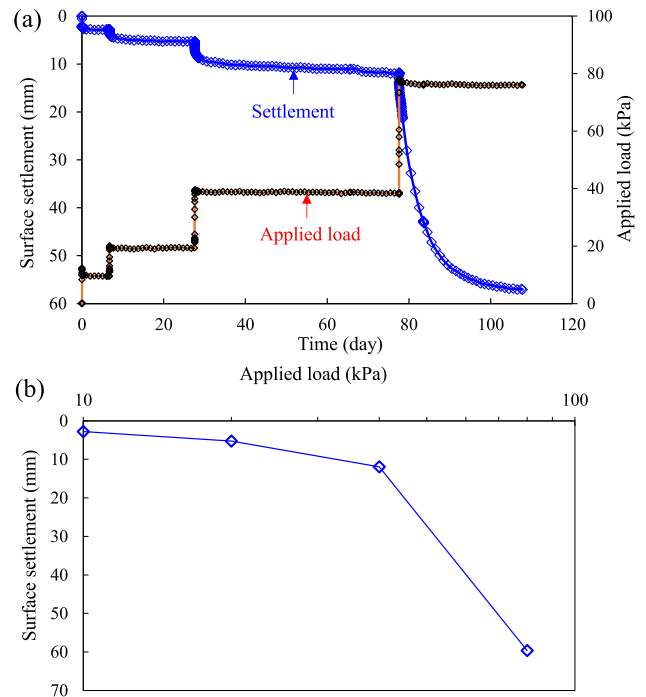 (a)
0 100
10 80
20 60
30
40 40
50 20
60 0
0 20 40 60 80 100 120
Surface settlement (mm)
Applied load (kPa)
Settlement
Applied load
Time (day)
(b)
Applied load (kPa)
10 100
0
10
20
30
40
50
60
70
Surface settlement (mm)